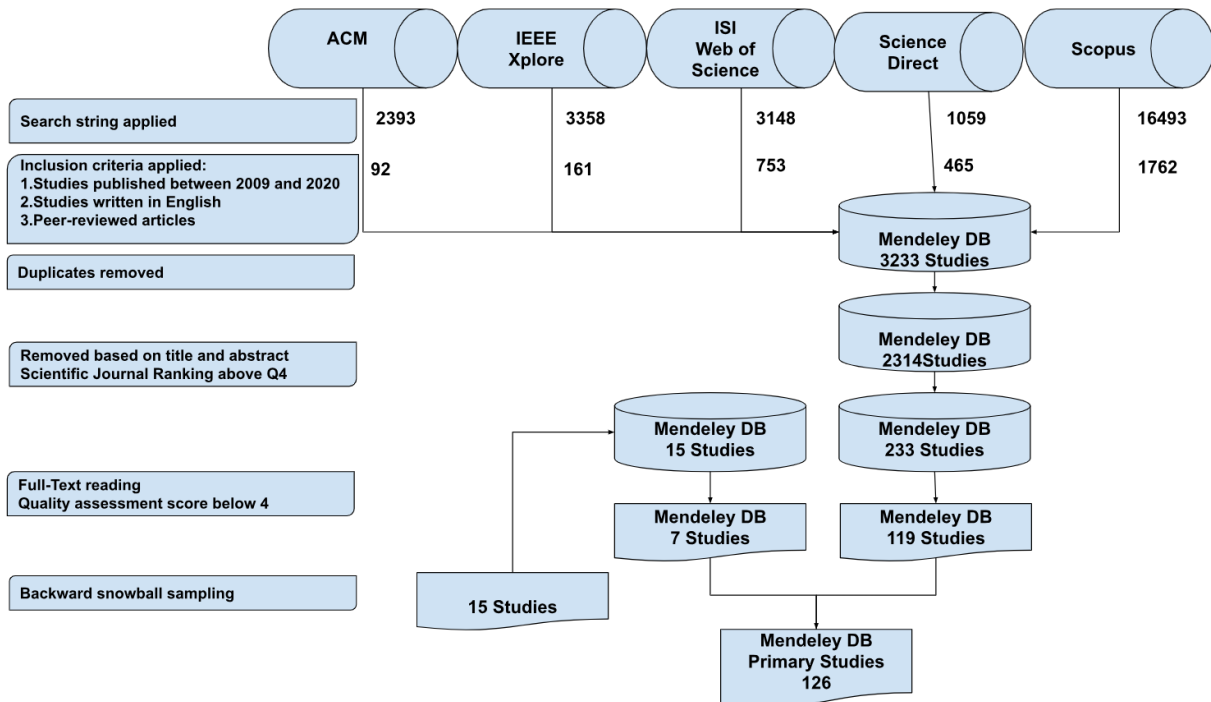 ACM
IEEE
Xplore
ISI
Web of
Science
Science
Direct
Scopus
Search string applied
2393
3358
3148
1059
16493
Inclusion criteria applied:
1.Studies published between 2009 and 2020
2.Studies written in English
3.Peer-reviewed articles
92
161
753
465
1762
Mendeley DB
3233 Studies
Duplicates removed
Mendeley DB
2314Studies
Removed based on title and abstract
Scientific Journal Ranking above Q4
Mendeley DB
15 Studies
Mendeley DB
233 Studies
Full-Text reading
Quality assessment score below 4
Mendeley DB
7 Studies
Mendeley DB
119 Studies
Backward snowball sampling
15 Studies
Mendeley DB
Primary Studies
126